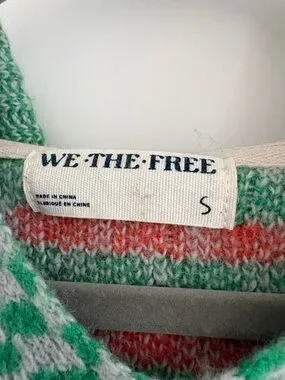 WE·THE·FREE
MADE IN CHINA
FABRIQUÉ EN CHINE
S